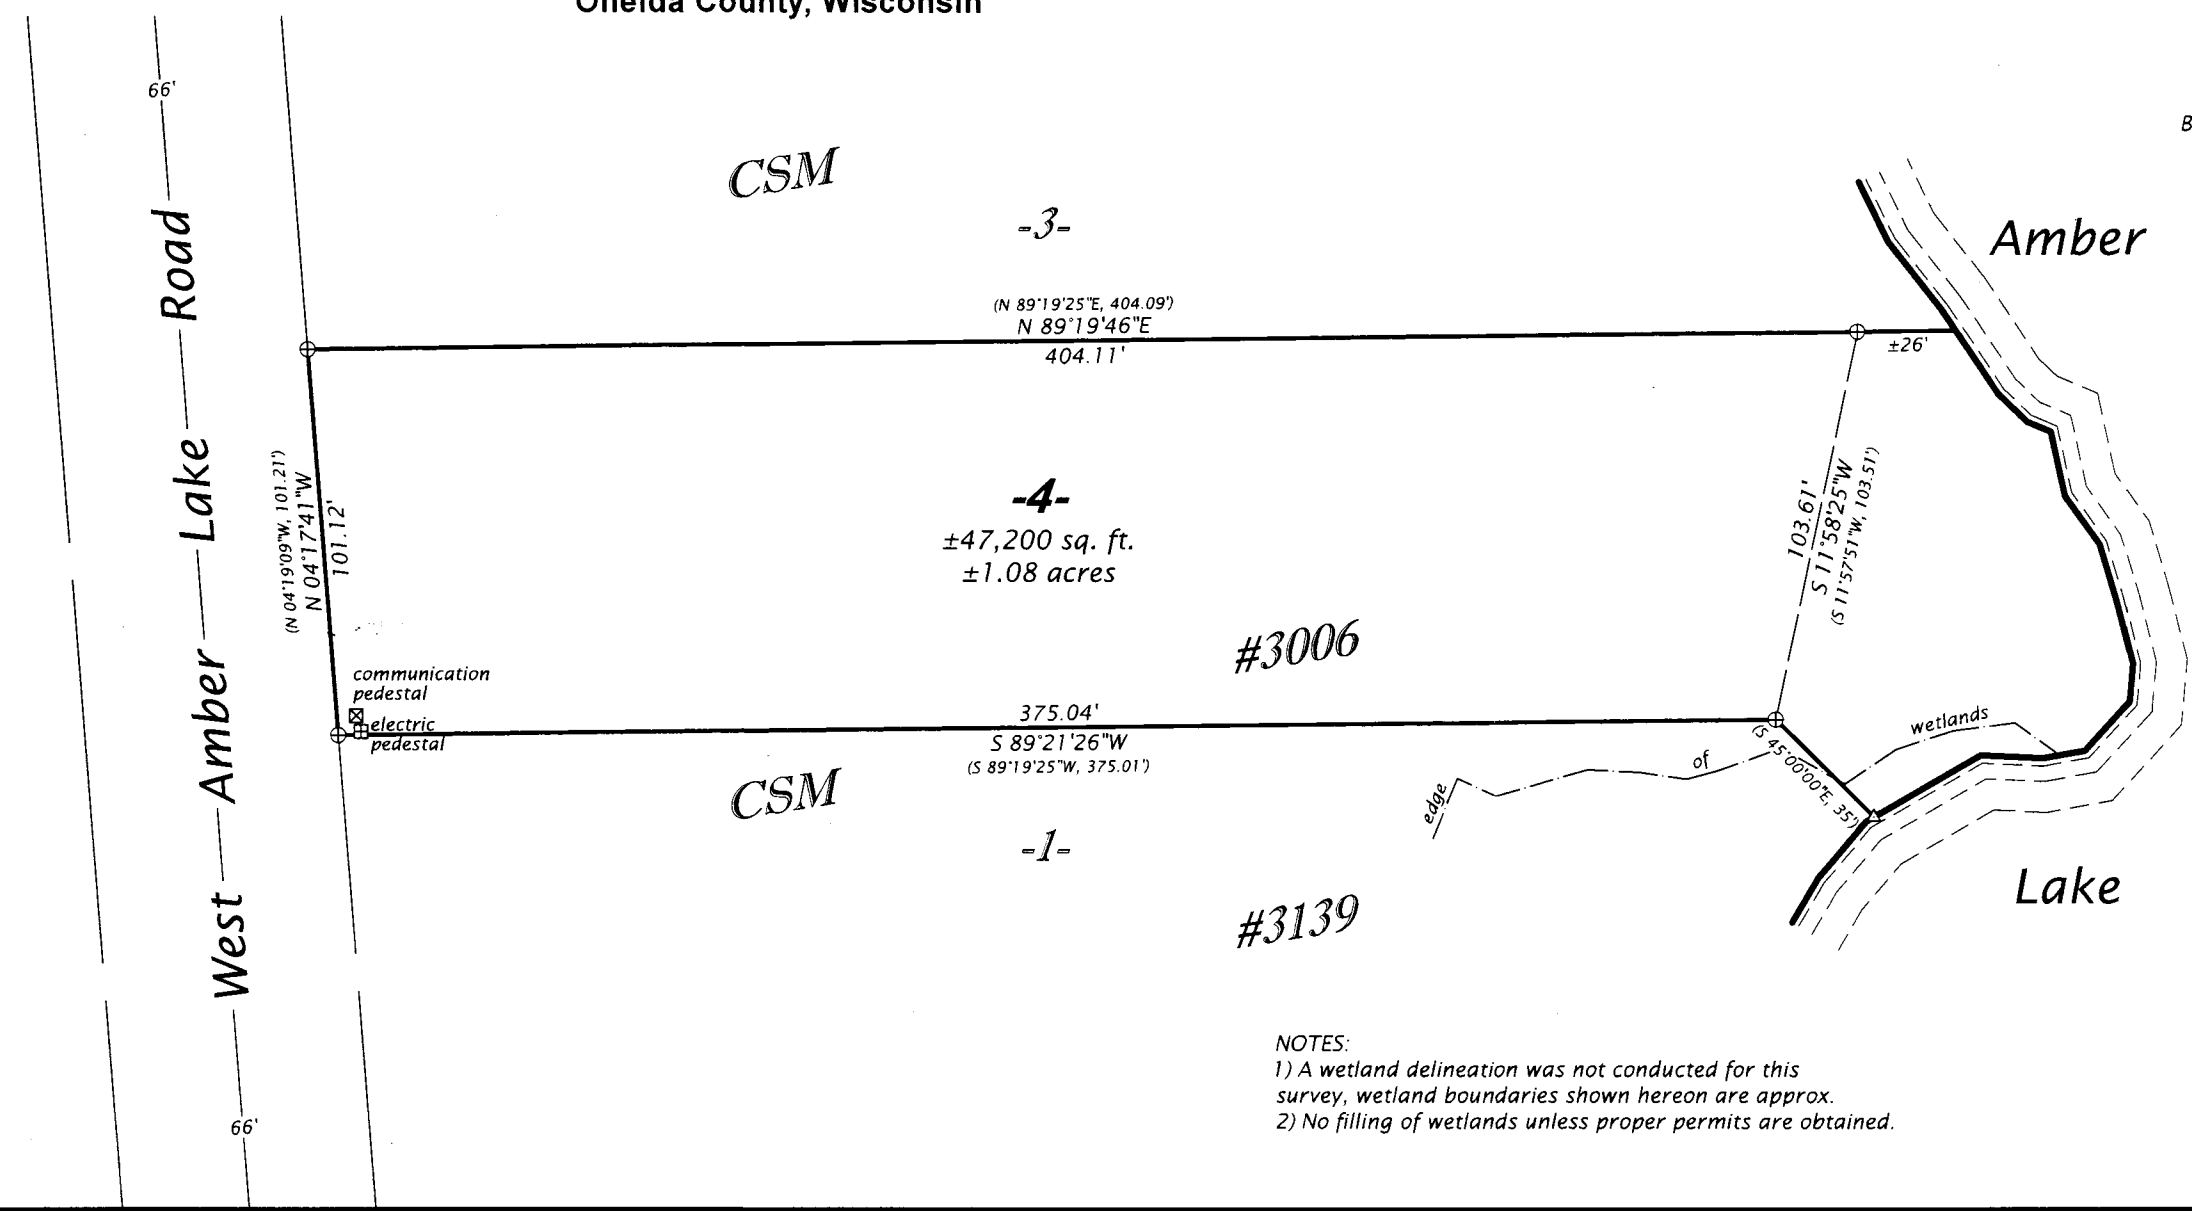 Oneida County, Wisconsin
66'
B
CSM
-3-
Amber
(N 89°19'25"E, 404.09')
N 89°19'46"E
404.11'
±26'
West Amber Lake Road
(N 04°19'09"W, 101.21')
N 04°17'41"W
101.12'
-4-
±47,200 sq. ft.
±1.08 acres
103.61'
S 11°58'25"W
(S 11°57'51"W, 103.51')
#3006
communication
pedestal
electric
pedestal
375.04'
S 89°21'26"W
(S 89°19'25"W, 375.01')
(S 45°00'00"E, 35')
edge of wetlands
CSM
-1-
#3139
Lake
NOTES:
1) A wetland delineation was not conducted for this
survey, wetland boundaries shown hereon are approx.
2) No filling of wetlands unless proper permits are obtained.
66'